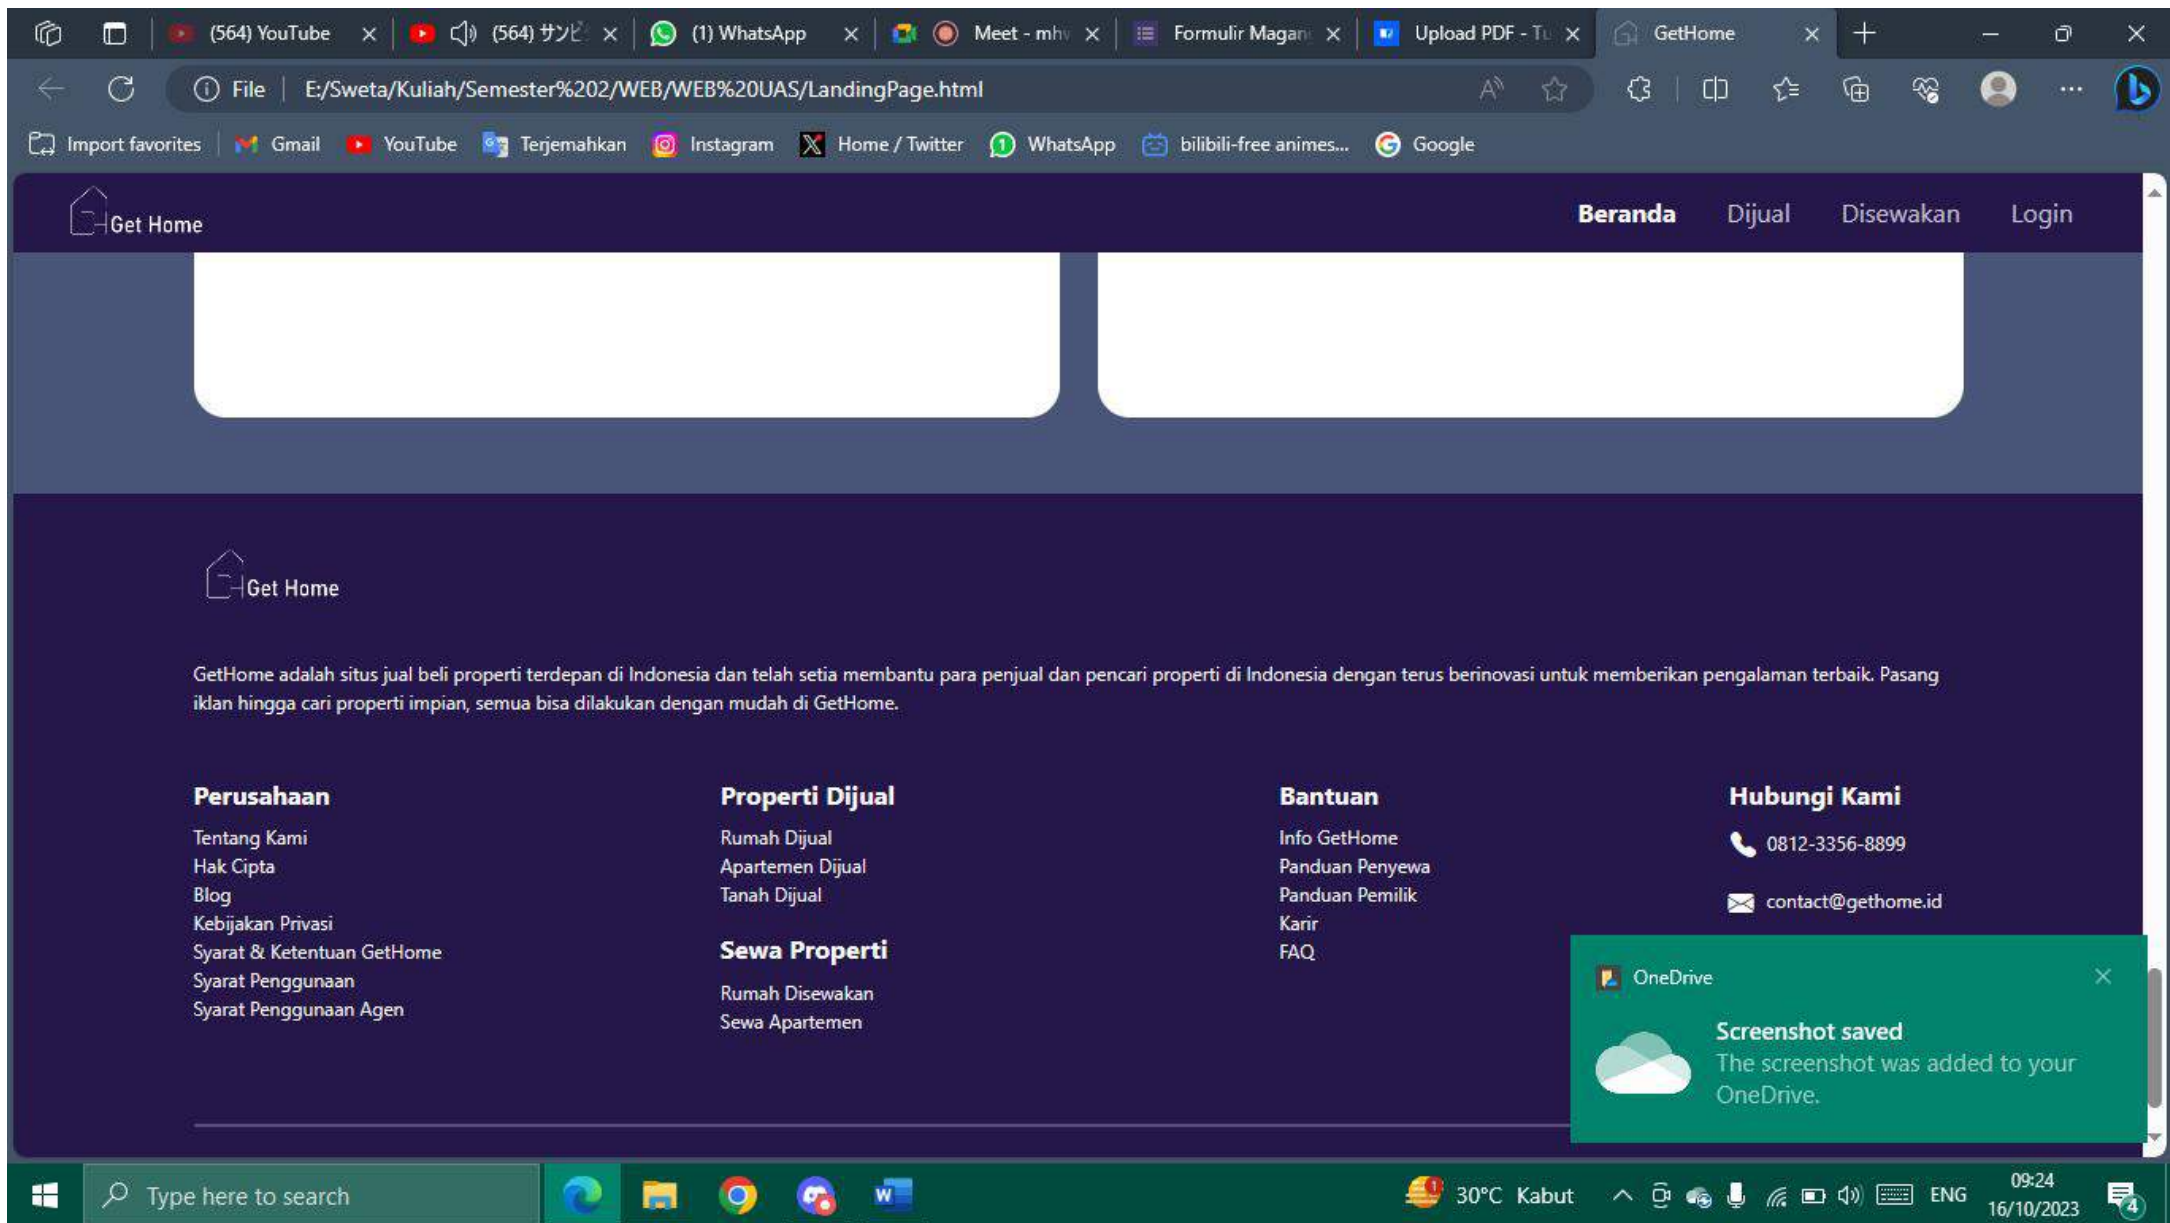 (564) YouTube
(564) サンピ
(1) WhatsApp
Meet - mhv
Formulir Magan
Upload PDF - Tu
GetHome
File
E:/Sweta/Kuliah/Semester%202/WEB/WEB%20UAS/LandingPage.html
Import favorites
Gmail
YouTube
Terjemahkan
Instagram
Home / Twitter
WhatsApp
bilibili-free animes...
Google
Get Home
Beranda
Dijual
Disewakan
Login
Get Home
GetHome adalah situs jual beli properti terdepan di Indonesia dan telah setia membantu para penjual dan pencari properti di Indonesia dengan terus berinovasi untuk memberikan pengalaman terbaik. Pasang
iklan hingga cari properti impian, semua bisa dilakukan dengan mudah di GetHome.
Perusahaan
Tentang Kami
Hak Cipta
Blog
Kebijakan Privasi
Syarat & Ketentuan GetHome
Syarat Penggunaan
Syarat Penggunaan Agen
Properti Dijual
Rumah Dijual
Apartemen Dijual
Tanah Dijual
Sewa Properti
Rumah Disewakan
Sewa Apartemen
Bantuan
Info GetHome
Panduan Penyewa
Panduan Pemilik
Karir
FAQ
Hubungi Kami
0812-3356-8899
contact@gethome.id
OneDrive
Screenshot saved
The screenshot was added to your
OneDrive.
Type here to search
1
30°C Kabut
ENG
09:24
16/10/2023
4